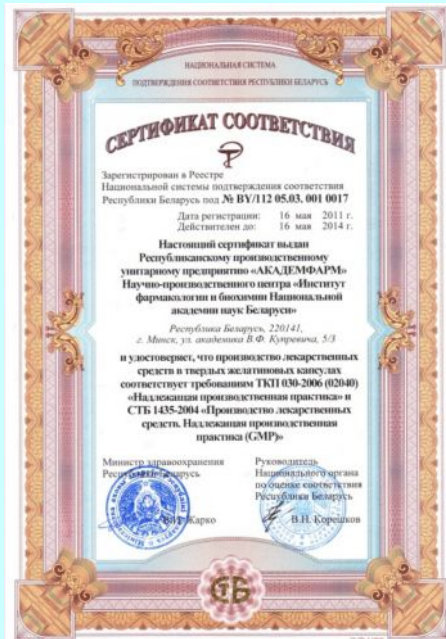 НАЦИОНАЛЬНАЯ СИСТЕМА
ПОДТВЕРЖДЕНИЯ СООТВЕТСТВИЯ РЕСПУБЛИКИ БЕЛАРУСЬ
СЕРТИФИКАТ СООТВЕТСТВИЯ
Зарегистрирован в Реестре
Национальной системы подтверждения соответствия
Республики Беларусь под № BY/112 05.03. 001 0017
Дата регистрации: 16 мая 2011 г.
Действителен до: 16 мая 2014 г.
Настоящий сертификат выдан
Республиканскому производственному
унитарному предприятию «АКАДЕМФАРМ»
Научно-производственного центра «Институт
фармакологии и биохимии Национальной
академии наук Беларуси»
Республика Беларусь, 220141,
г. Минск, ул. академика В.Ф. Купревича, 5/3
и удостоверяет, что производство лекарственных
средств в твердых желатиновых капсулах
соответствует требованиям ТКП 030-2006 (02040)
«Надлежащая производственная практика» и
СТБ 1435-2004 «Производство лекарственных
средств. Надлежащая производственная
практика (GMP)»
Министр здравоохранения
Республики Беларусь
Жарко
Руководитель
Национального органа
по оценке соответствия
Республики Беларусь
В.Н. Корешков
СТБ